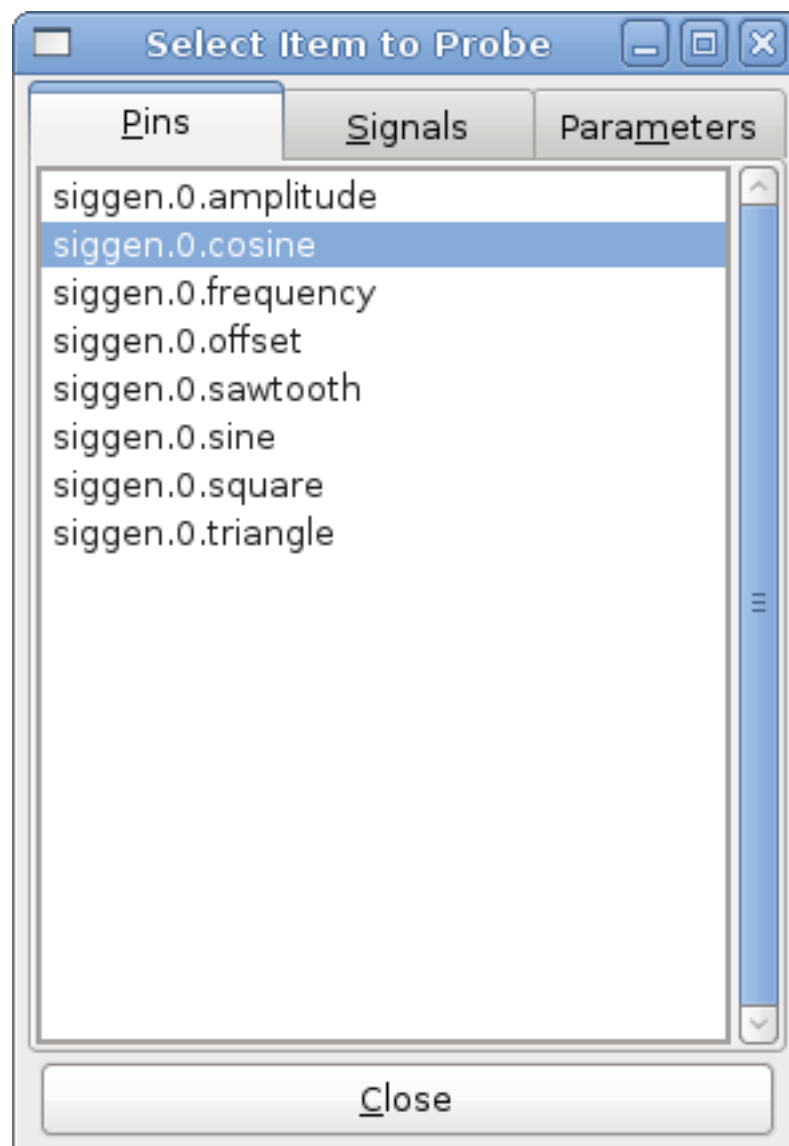 Select Item to Probe
Pins Signals Parameters
siggen.0.amplitude
siggen.0.cosine
siggen.0.frequency
siggen.0.offset
siggen.0.sawtooth
siggen.0.sine
siggen.0.square
siggen.0.triangle
Close